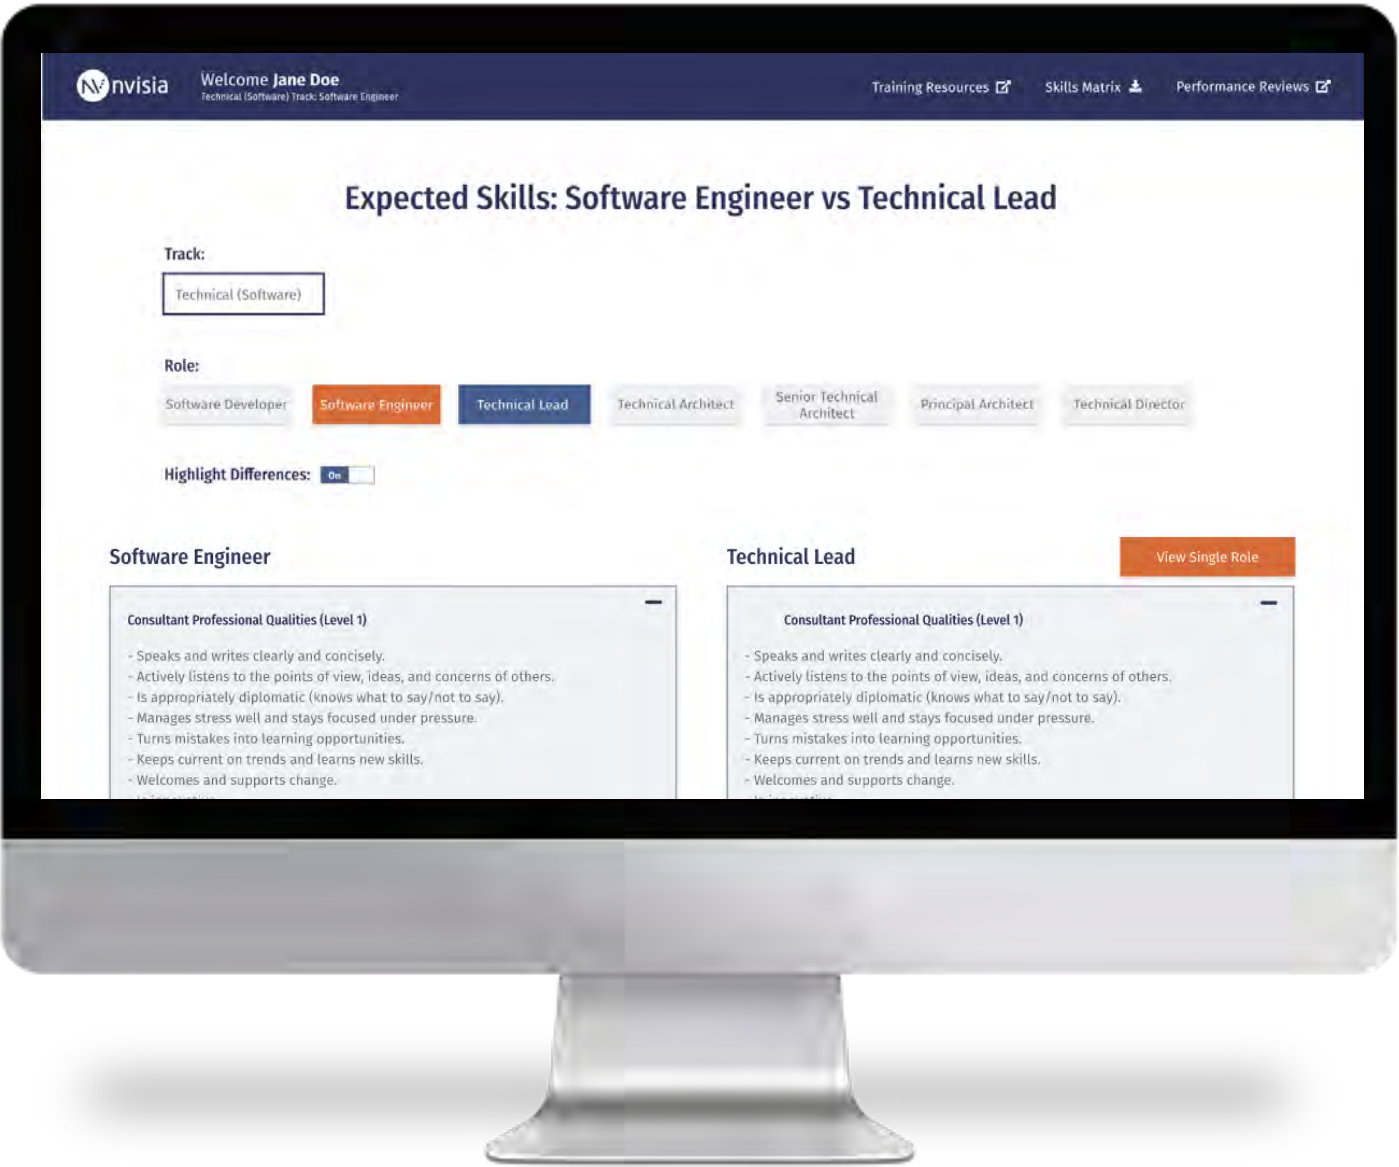 nvisia
Welcome Jane Doe
Technical (Software) Track: Software Engineer
Training Resources
Skills Matrix
Performance Reviews
Expected Skills: Software Engineer vs Technical Lead
Track:
Technical (Software)
Role:
Software Developer
Software Engineer
Technical Lead
Technical Architect
Senior Technical
Architect
Principal Architect
Technical Director
Highlight Differences:
On
Software Engineer
Technical Lead
View Single Role
Consultant Professional Qualities (Level 1)
- Speaks and writes clearly and concisely.
- Actively listens to the points of view, ideas, and concerns of others.
- Is appropriately diplomatic (knows what to say/not to say).
- Manages stress well and stays focused under pressure.
- Turns mistakes into learning opportunities.
- Keeps current on trends and learns new skills.
- Welcomes and supports change.
Consultant Professional Qualities (Level 1)
- Speaks and writes clearly and concisely.
- Actively listens to the points of view, ideas, and concerns of others.
- Is appropriately diplomatic (knows what to say/not to say).
- Manages stress well and stays focused under pressure.
- Turns mistakes into learning opportunities.
- Keeps current on trends and learns new skills.
- Welcomes and supports change.